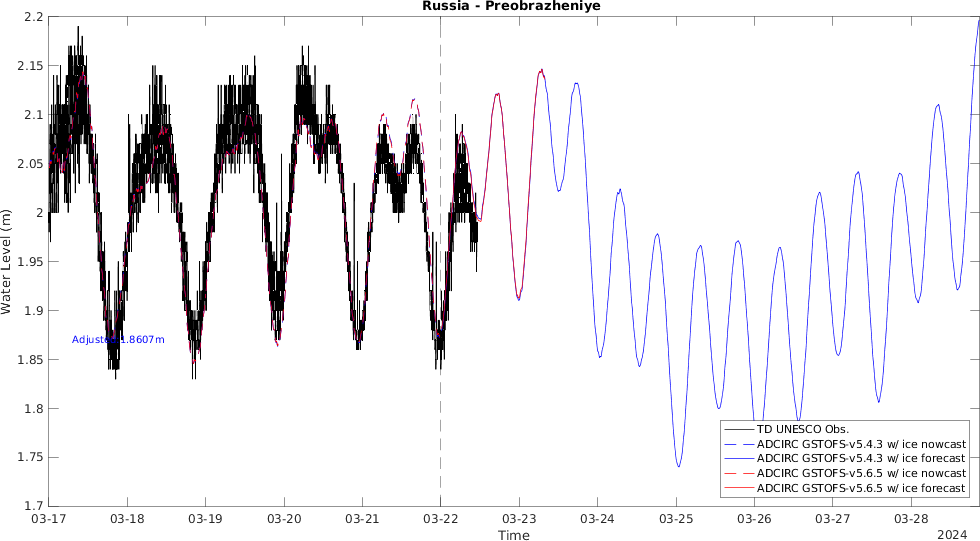 Russia - Preobrazheniye
2.2
2.15
2.1
2.05
2
1.95
1.9
1.85
1.8
1.75
1.7
Water Level (m)
Adjusted 1.8607m
TD UNESCO Obs.
ADCIRC GSTOFS-v5.4.3 w/ ice nowcast
ADCIRC GSTOFS-v5.4.3 w/ ice forecast
ADCIRC GSTOFS-v5.6.5 w/ ice nowcast
ADCIRC GSTOFS-v5.6.5 w/ ice forecast
03-17 03-18 03-19 03-20 03-21 03-22 03-23 03-24 03-25 03-26 03-27 03-28
Time
2024